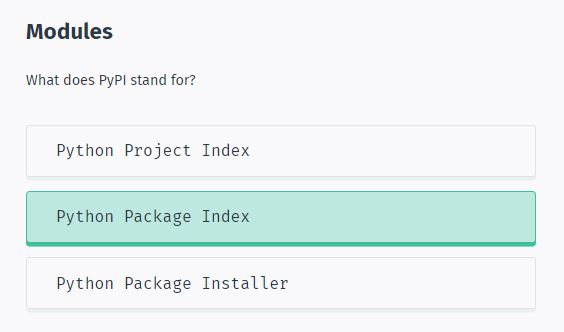 Modules
What does PyPI stand for?
Python Project Index
Python Package Index
Python Package Installer